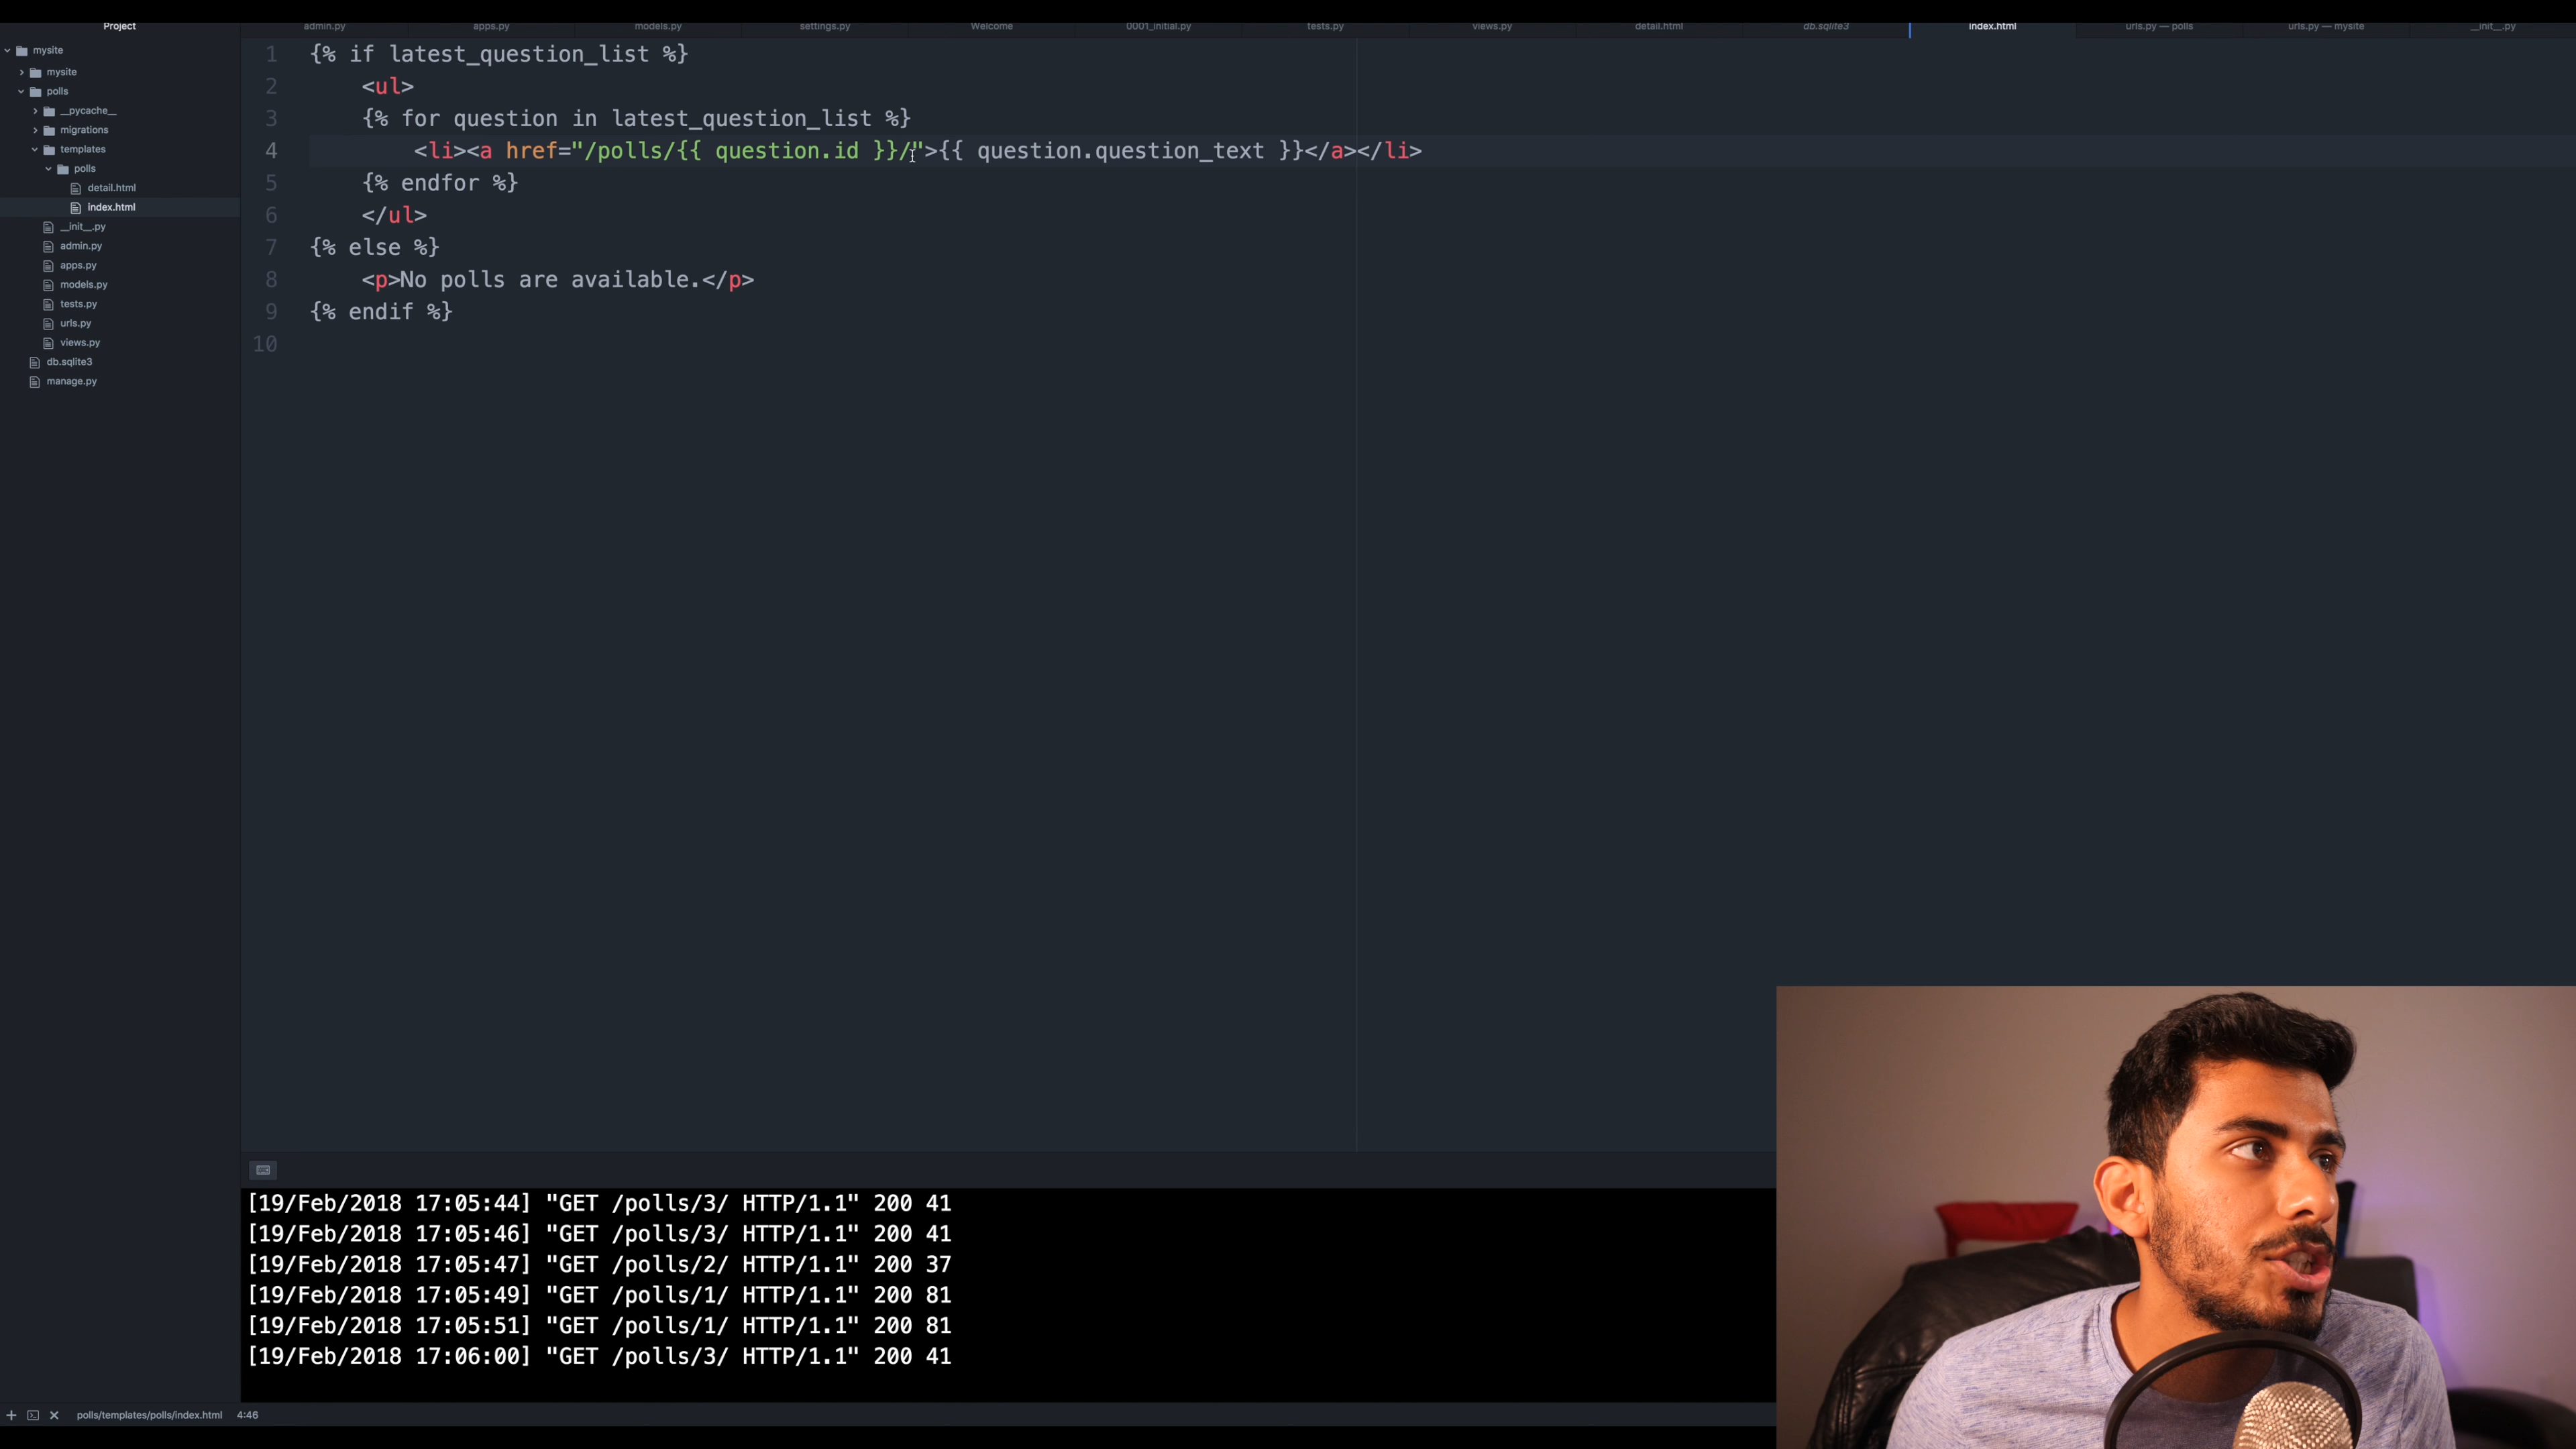 Project
admin.py apps.py models.py settings.py Welcome 0001_initial.py tests.py views.py detail.html db.sqlite3 index.html urls.py — polls urls.py — mysite __init__.py
mysite
mysite
polls
__pycache__
migrations
templates
polls
detail.html
index.html
__init__.py
admin.py
apps.py
models.py
tests.py
urls.py
views.py
db.sqlite3
manage.py
1 {% if latest_question_list %}
2 <ul>
3 {% for question in latest_question_list %}
4 <li><a href="/polls/{{ question.id }}/">{{ question.question_text }}</a></li>
5 {% endfor %}
6 </ul>
7 {% else %}
8 <p>No polls are available.</p>
9 {% endif %}
10
[19/Feb/2018 17:05:44] "GET /polls/3/ HTTP/1.1" 200 41
[19/Feb/2018 17:05:46] "GET /polls/3/ HTTP/1.1" 200 41
[19/Feb/2018 17:05:47] "GET /polls/2/ HTTP/1.1" 200 37
[19/Feb/2018 17:05:49] "GET /polls/1/ HTTP/1.1" 200 81
[19/Feb/2018 17:05:51] "GET /polls/1/ HTTP/1.1" 200 81
[19/Feb/2018 17:06:00] "GET /polls/3/ HTTP/1.1" 200 41
polls/templates/polls/index.html 4:46